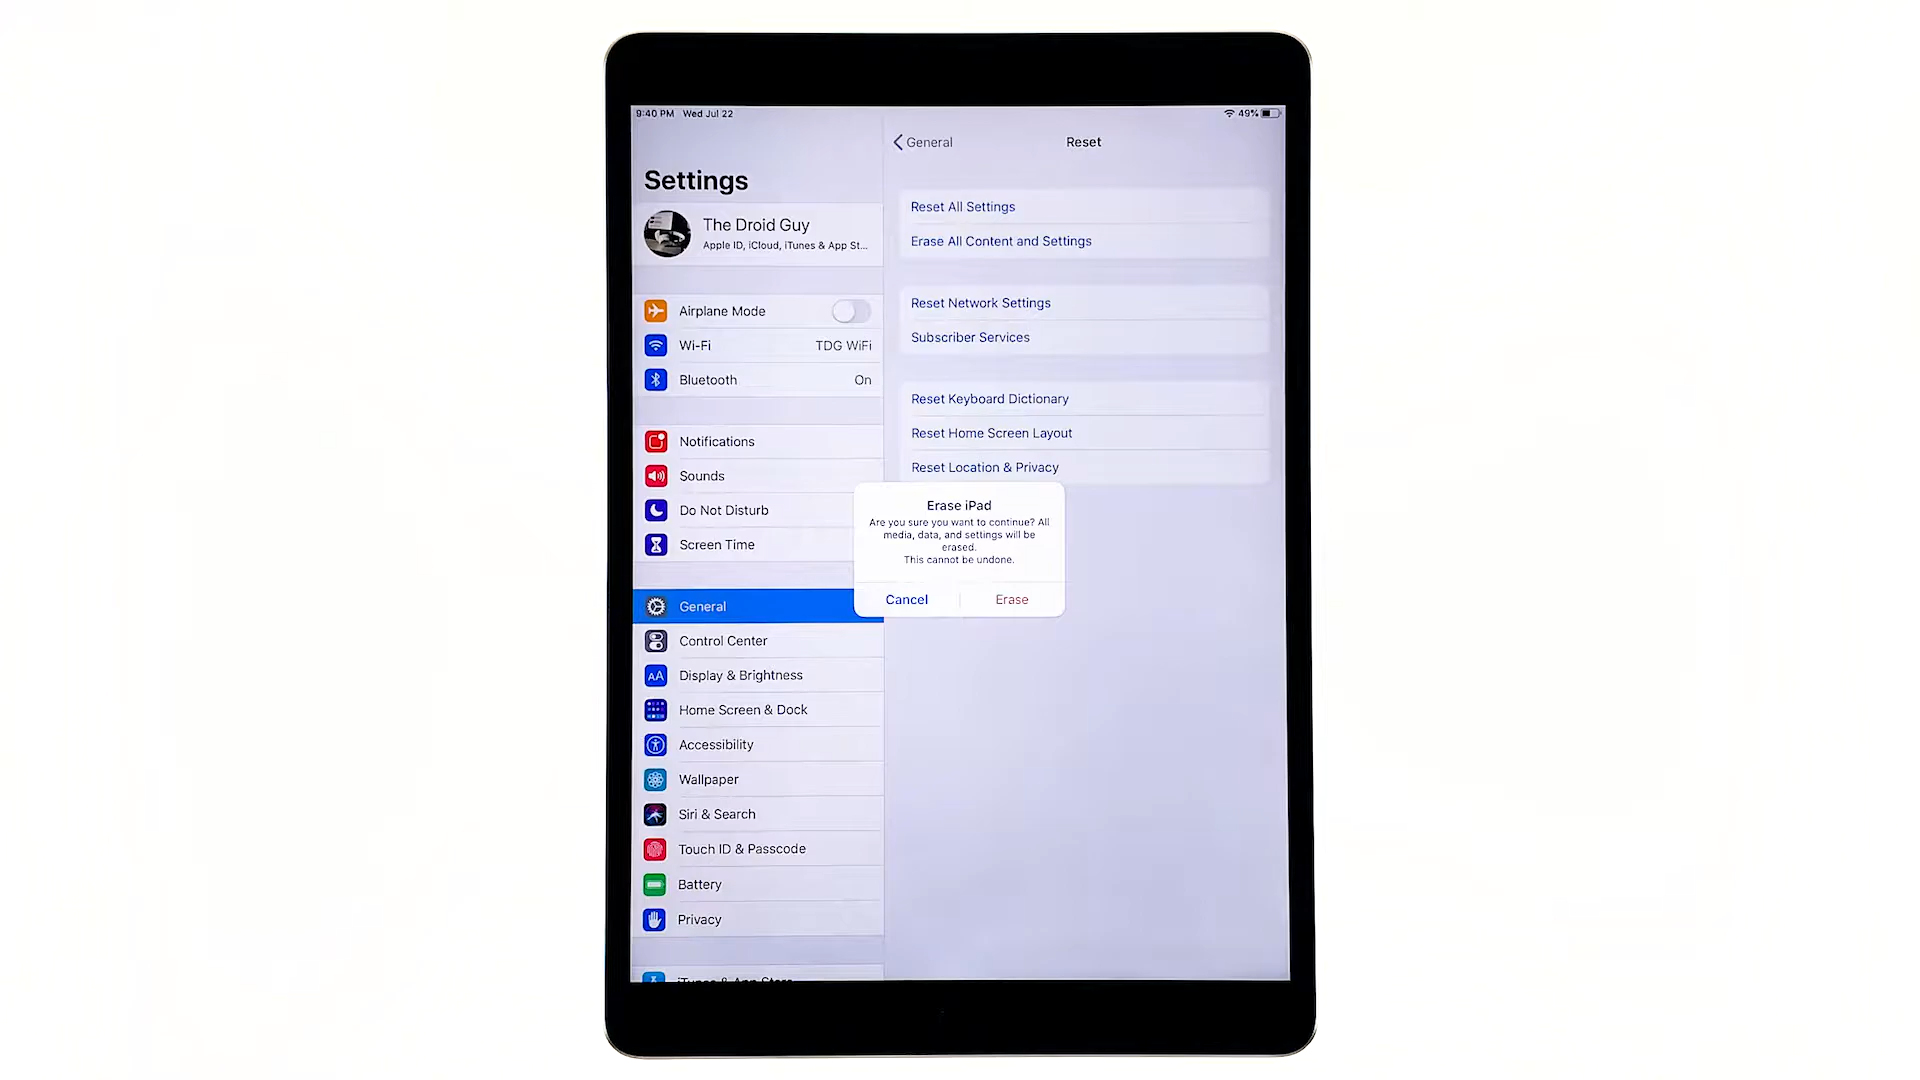 9:40 PM Wed Jul 22
49%
Settings
The Droid Guy
Apple ID, iCloud, iTunes & App St...
Airplane Mode
Wi-Fi TDG WiFi
Bluetooth On
Notifications
Sounds
Do Not Disturb
Screen Time
General
Control Center
AA Display & Brightness
Home Screen & Dock
Accessibility
Wallpaper
Siri & Search
Touch ID & Passcode
Battery
Privacy
iTunes & App Store
General
Reset
Reset All Settings
Erase All Content and Settings
Reset Network Settings
Subscriber Services
Reset Keyboard Dictionary
Reset Home Screen Layout
Reset Location & Privacy
Erase iPad
Are you sure you want to continue? All
media, data, and settings will be
erased.
This cannot be undone.
Cancel Erase